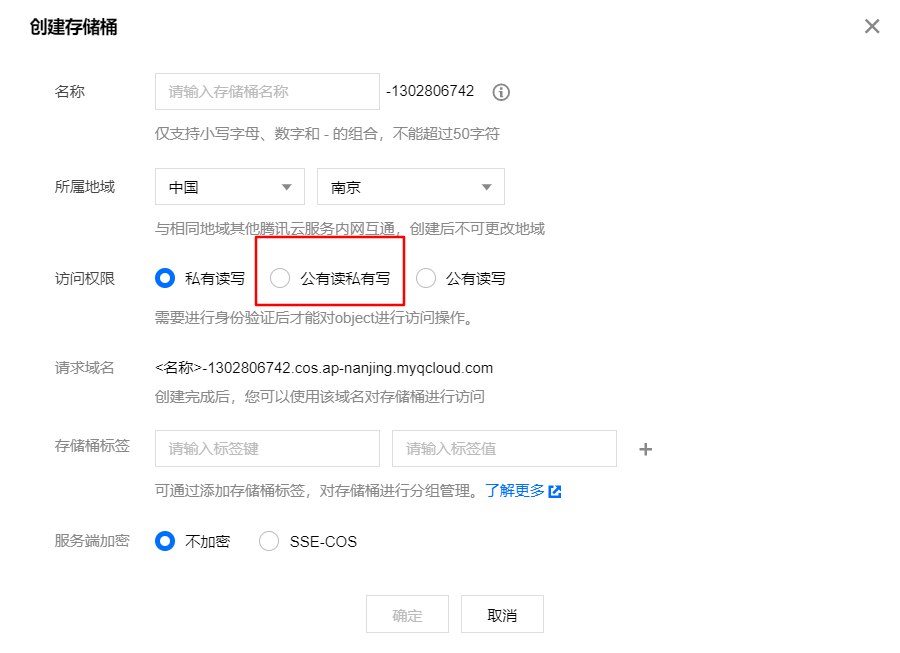 创建存储桶
名称 请输入存储桶名称 -1302806742
仅支持小写字母、数字和 - 的组合，不能超过50字符
所属地域 中国 南京
与相同地域其他腾讯云服务内网互通，创建后不可更改地域
访问权限 私有读写 公有读私有写 公有读写
需要进行身份验证后才能对object进行访问操作。
请求域名 <名称>-1302806742.cos.ap-nanjing.myqcloud.com
创建完成后，您可以使用该域名对存储桶进行访问
存储桶标签 请输入标签键 请输入标签值 +
可通过添加存储桶标签，对存储桶进行分组管理。了解更多
服务端加密 不加密 SSE-COS
确定 取消